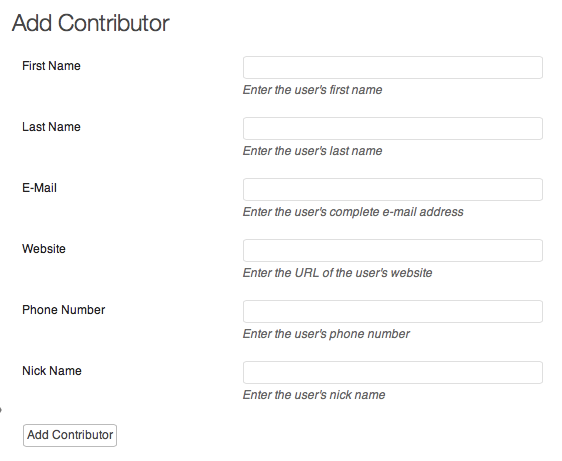 Add Contributor
First Name
Enter the user's first name
Last Name
Enter the user's last name
E-Mail
Enter the user's complete e-mail address
Website
Enter the URL of the user's website
Phone Number
Enter the user's phone number
Nick Name
Enter the user's nick name
Add Contributor